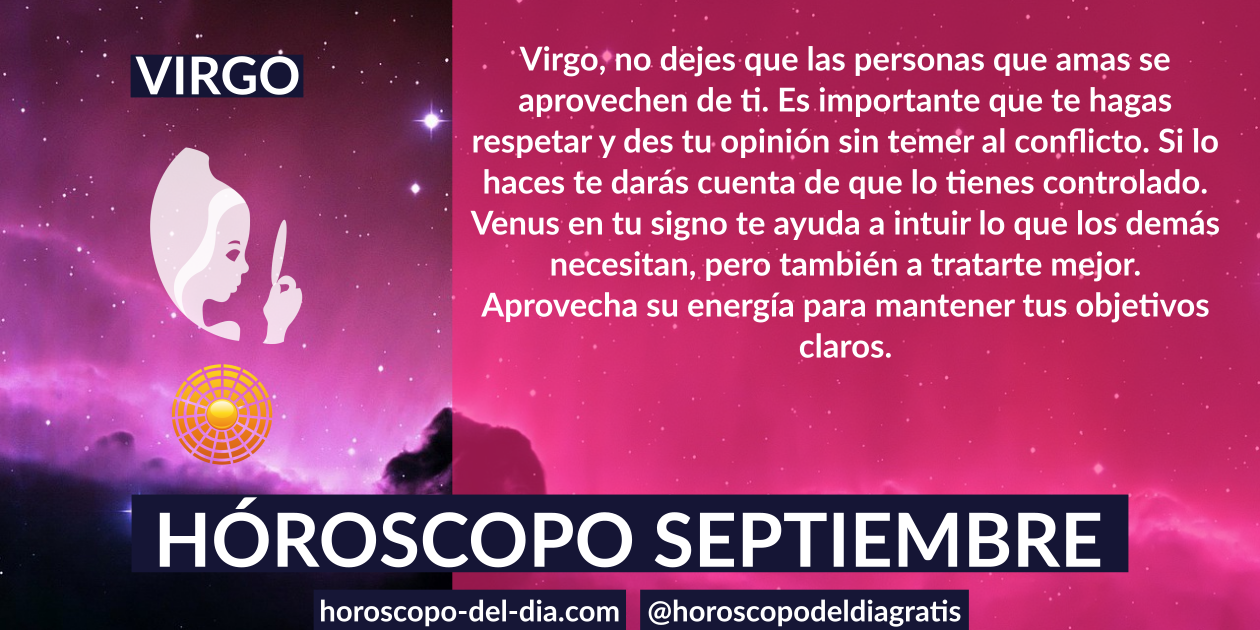 VIRGO
Virgo, no dejes que las personas que amas se
aprovechen de ti. Es importante que te hagas
respetar y des tu opinión sin temer al conflicto. Si lo
haces te darás cuenta de que lo tienes controlado.
Venus en tu signo te ayuda a intuir lo que los demás
necesitan, pero también a tratarte mejor.
Aprovecha su energía para mantener tus objetivos
claros.
HÓROSCOPO SEPTIEMBRE
horoscopo-del-dia.com
@horoscopodeldiagratis